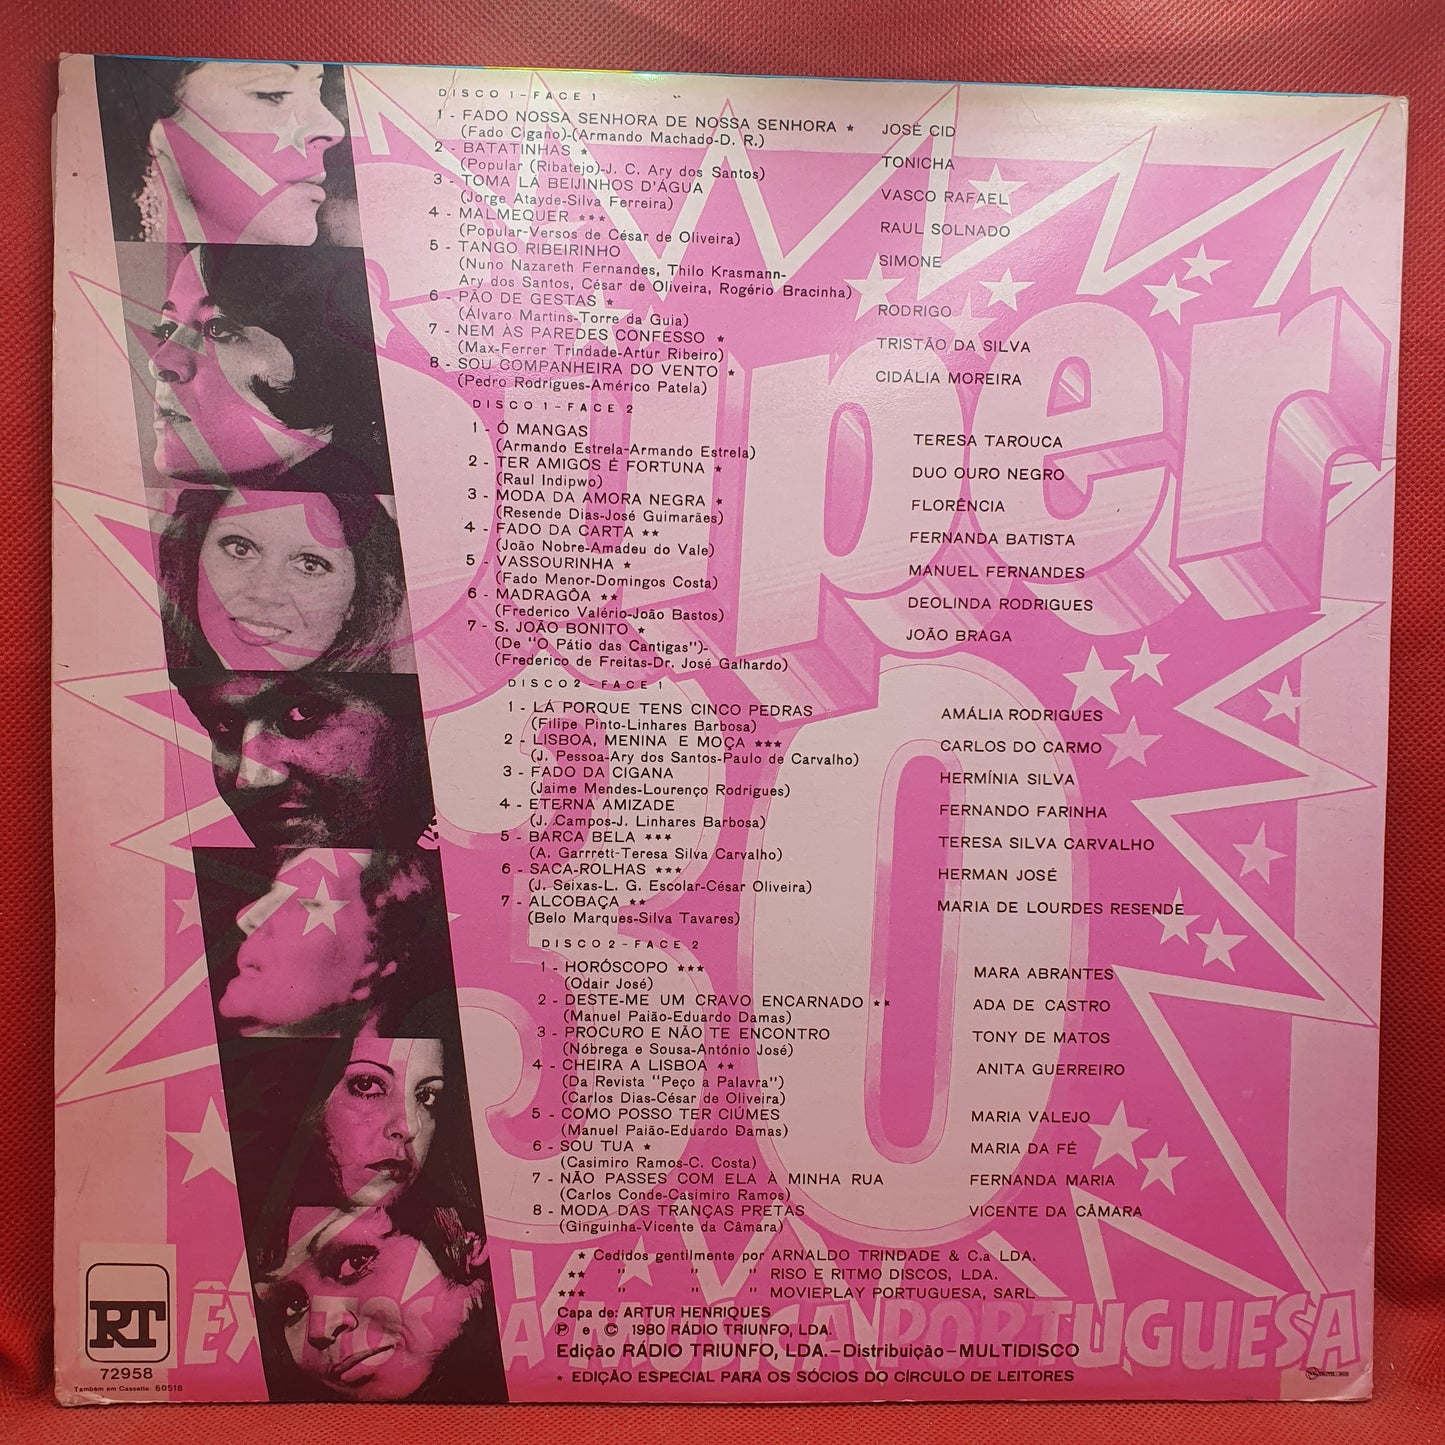 DISCO 1 - FACE 1
1 - FADO NOSSA SENHORA DE NOSSA SENHORA ★ JOSÉ CID
(Fado Cigano)-(Armando Machado-D. R.)
2 - BATATINHAS ★ TONICHA
(Popular (Ribatejo)-J. C. Ary dos Santos)
3 - TOMA LÁ BEIJINHOS D'ÁGUA VASCO RAFAEL
(Jorge Atayde-Silva Ferreira)
4 - MALMEQUER ★★★ RAUL SOLNADO
(Popular-Versos de César de Oliveira)
5 - TANGO RIBEIRINHO SIMONE
(Nuno Nazareth Fernandes, Thilo Krasmann-
Ary dos Santos, César de Oliveira, Rogério Bracinha)
6 - PÃO DE GESTAS ★ RODRIGO
(Álvaro Martins-Torre da Guia)
7 - NEM ÀS PAREDES CONFESSO ★ TRISTÃO DA SILVA
(Max-Ferrer Trindade-Artur Ribeiro)
8 - SOU COMPANHEIRA DO VENTO ★ CIDÁLIA MOREIRA
(Pedro Rodrigues-Américo Patela)
DISCO 1 - FACE 2
1 - Ó MANGAS TERESA TAROUCA
(Armando Estrela-Armando Estrela)
2 - TER AMIGOS É FORTUNA ★ DUO OURO NEGRO
(Raul Indipwo)
3 - MODA DA AMORA NEGRA ★ FLORÊNCIA
(Resende Dias-José Guimarães)
4 - FADO DA CARTA ★★ FERNANDA BATISTA
(João Nobre-Amadeu do Vale)
5 - VASSOURINHA ★ MANUEL FERNANDES
(Fado Menor-Domingos Costa)
6 - MADRAGÔA ★★ DEOLINDA RODRIGUES
(Frederico Valério-João Bastos)
7 - S. JOÃO BONITO ★ JOÃO BRAGA
(De "O Pátio das Cantigas")-
(Frederico de Freitas-Dr. José Galhardo)
DISCO 2 - FACE 1
1 - LÁ PORQUE TENS CINCO PEDRAS AMÁLIA RODRIGUES
(Filipe Pinto-Linhares Barbosa)
2 - LISBOA, MENINA E MOÇA ★★★ CARLOS DO CARMO
(J. Pessoa-Ary dos Santos-Paulo de Carvalho)
3 - FADO DA CIGANA HERMÍNIA SILVA
(Jaime Mendes-Lourenço Rodrigues)
4 - ETERNA AMIZADE FERNANDO FARINHA
(J. Campos-J. Linhares Barbosa)
5 - BARCA BELA ★★★ TERESA SILVA CARVALHO
(A. Garrrett-Teresa Silva Carvalho)
6 - SACA-ROLHAS ★★★ HERMAN JOSÉ
(J. Seixas-L. G. Escolar-César Oliveira)
7 - ALCOBAÇA ★★ MARIA DE LOURDES RESENDE
(Belo Marques-Silva Tavares)
DISCO 2 - FACE 2
1 - HORÓSCOPO ★★★ MARA ABRANTES
(Odair José)
2 - DESTE-ME UM CRAVO ENCARNADO ★★ ADA DE CASTRO
(Manuel Paião-Eduardo Damas)
3 - PROCURO E NÃO TE ENCONTRO TONY DE MATOS
(Nóbrega e Sousa-António José)
4 - CHEIRA A LISBOA ★★ ANITA GUERREIRO
(Da Revista "Peço a Palavra")
(Carlos Dias-César de Oliveira)
5 - COMO POSSO TER CIÚMES MARIA VALEJO
(Manuel Paião-Eduardo Damas)
6 - SOU TUA ★ MARIA DA FÉ
(Casimiro Ramos-C. Costa)
7 - NÃO PASSES COM ELA À MINHA RUA FERNANDA MARIA
(Carlos Conde-Casimiro Ramos)
8 - MODA DAS TRANÇAS PRETAS VICENTE DA CÂMARA
(Ginguinha-Vicente da Câmara)
★ Cedidos gentilmente por ARNALDO TRINDADE & C.a LDA.
★★ " " " RISO E RITMO DISCOS, LDA.
★★★ " " " MOVIEPLAY PORTUGUESA, SARL
Capa de: ARTUR HENRIQUES
℗ e © 1980 RÁDIO TRIUNFO, LDA.
Edição RÁDIO TRIUNFO, LDA.-Distribuição-MULTIDISCO
★ EDIÇÃO ESPECIAL PARA OS SÓCIOS DO CÍRCULO DE LEITORES
Super
30
ÊXITOS DA MÚSICA PORTUGUESA
RT
72958
Também em Cassette: 60518